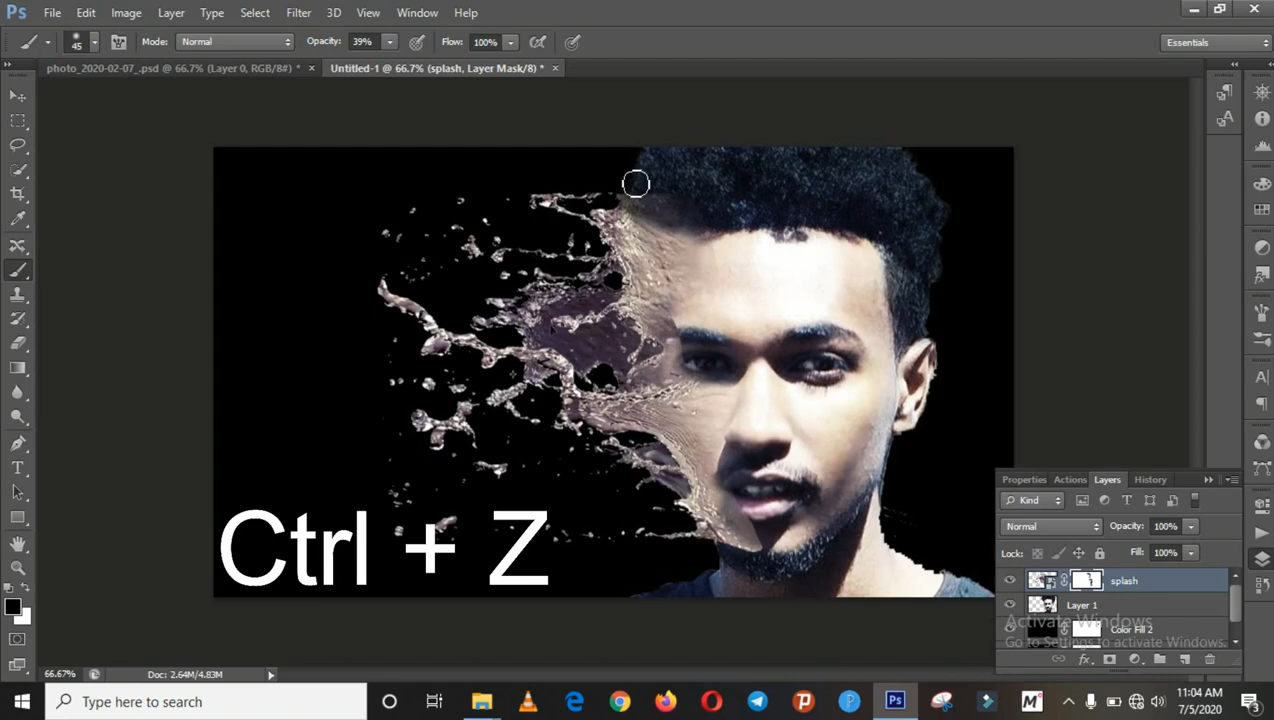 Ps File Edit Image Layer Type Select Filter 3D View Window Help
45 Mode: Normal Opacity: 39% Flow: 100% Essentials
photo_2020-02-07_.psd @ 66.7% (Layer 0, RGB/8#) * × Untitled-1 @ 66.7% (splash, Layer Mask/8) * ×
Ctrl + Z
Properties Actions Layers History
Kind
Normal Opacity: 100%
Lock: Fill: 100%
splash
Layer 1
Color Fill 2
Activate Windows
Go to Settings to activate Windows.
66.67% Doc: 2.64M/4.83M
Type here to search
11:04 AM
7/5/2020
3